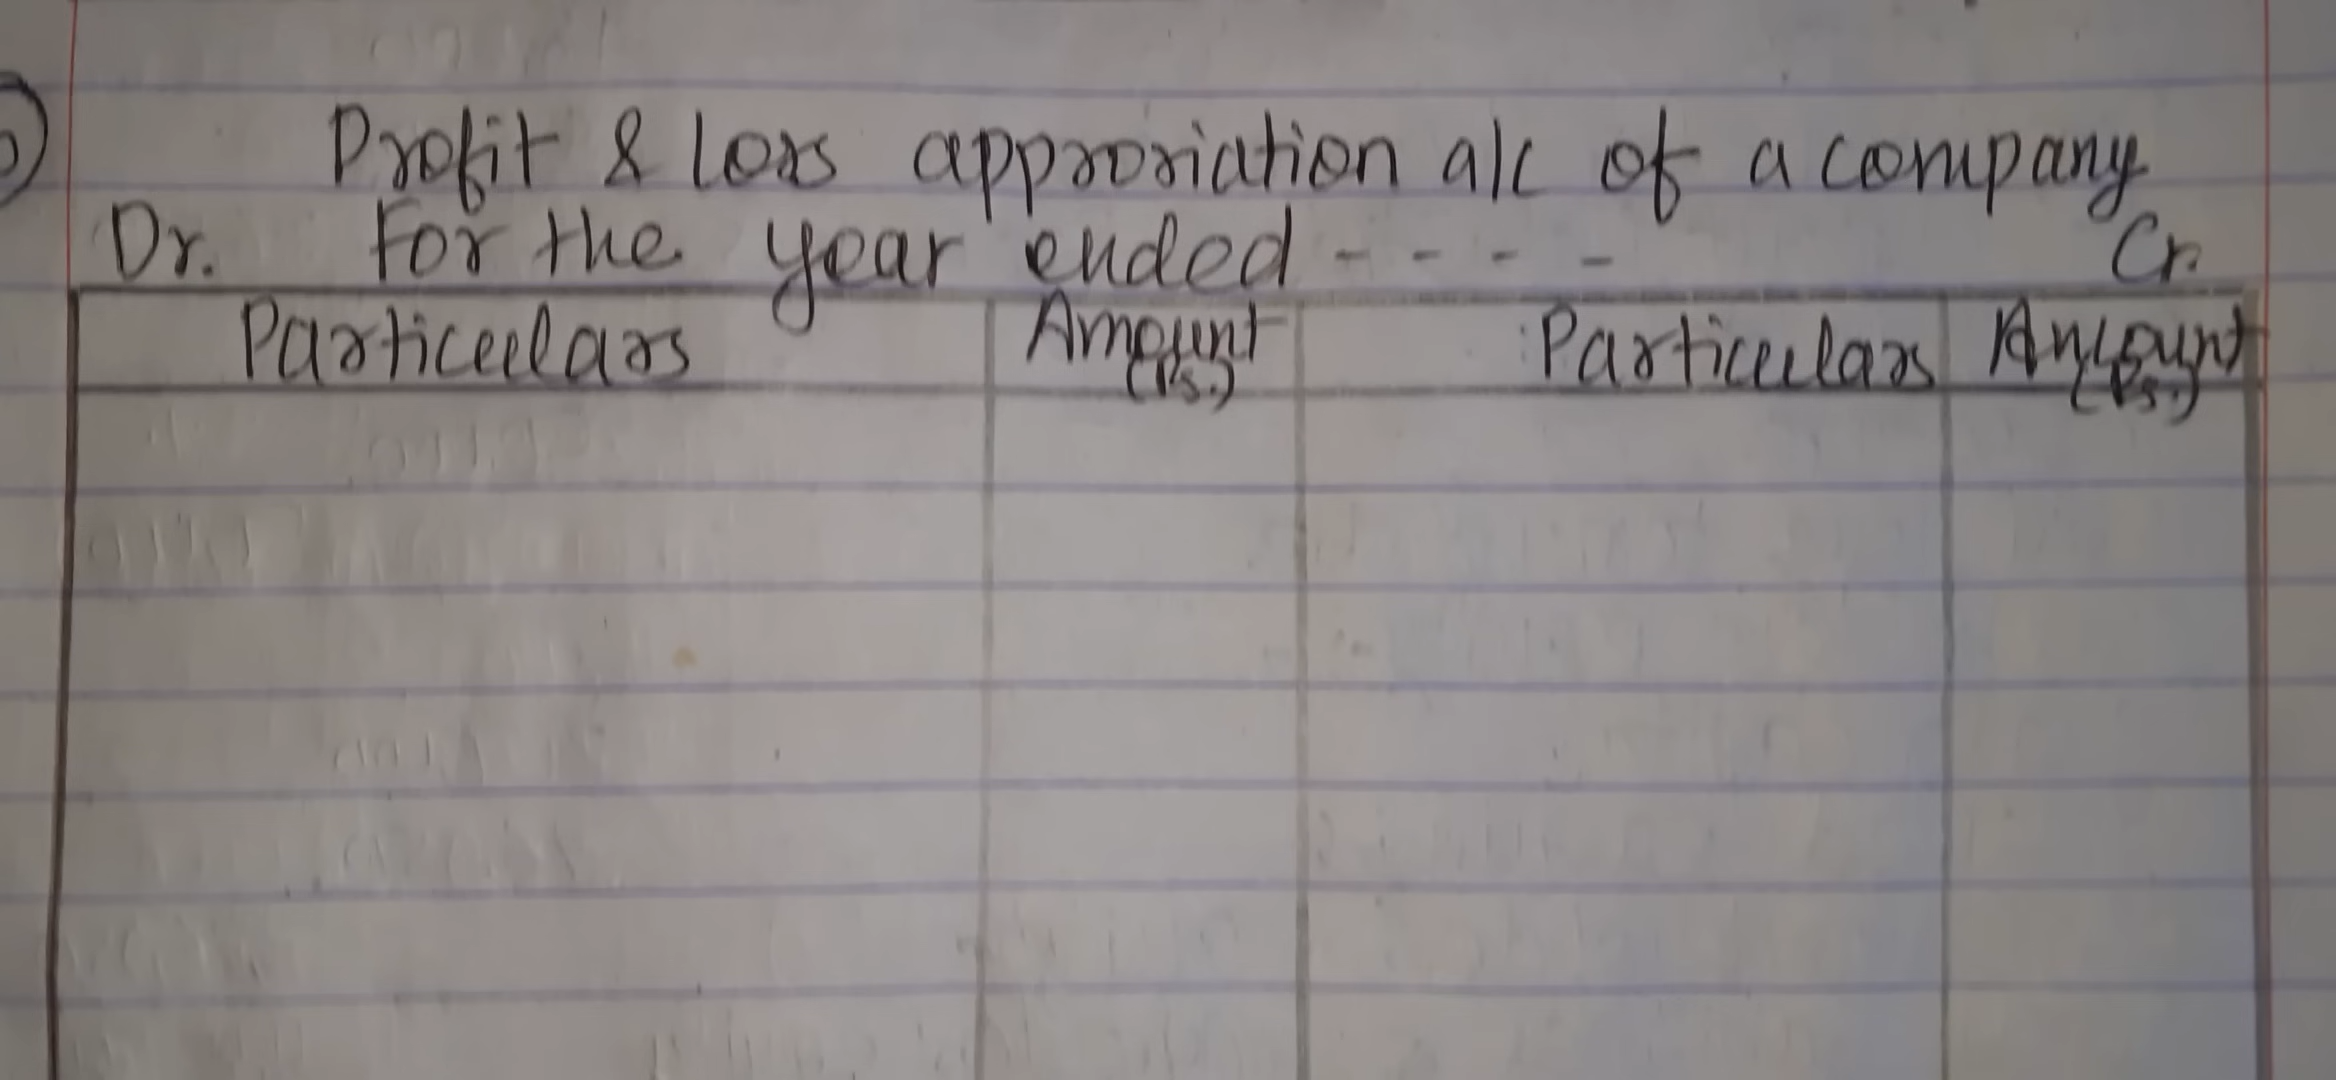 Profit & Loss approriation a/c of a company
Dr. For the year ended - - - - Cr.
Particulars Amount Particulars Amount
(Rs.) (Rs.)